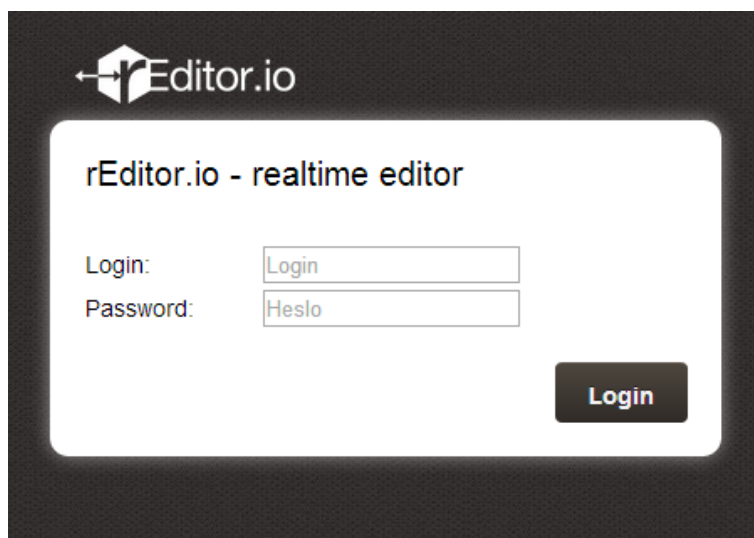 rEditor.io
rEditor.io - realtime editor
Login: Login
Password: Heslo
Login